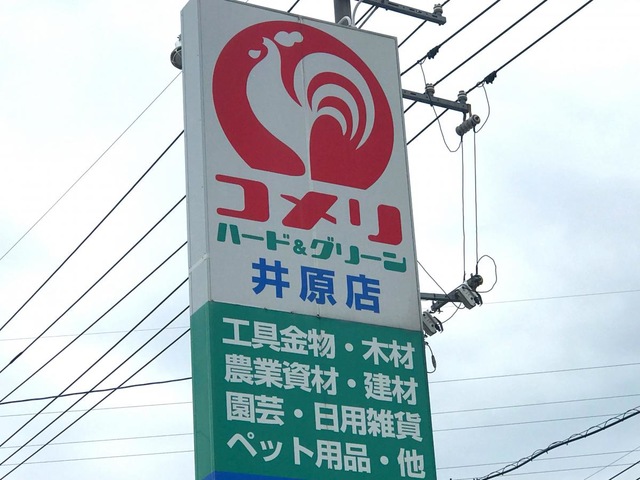 コメリ
ハード&グリーン
井原店
工具金物・木材
農業資材・建材
園芸・日用雑貨
ペット用品・他